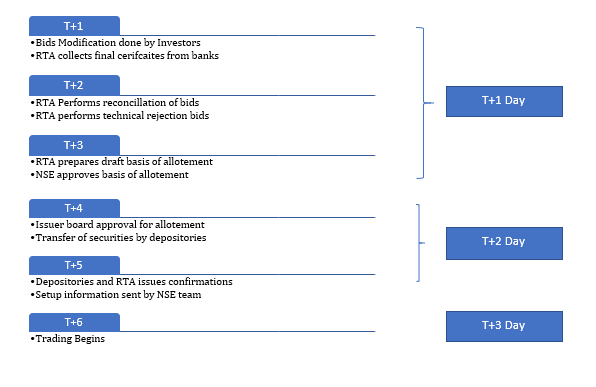 T+1
•Bids Modification done by Investors
•RTA collects final cerifcaites from banks
T+2
•RTA Performs reconcillation of bids
•RTA performs technical rejection bids
T+3
•RTA prepares draft basis of allotement
•NSE approves basis of allotement
T+1 Day
T+4
•Issuer board approval for allotement
•Transfer of securities by depositories
T+5
•Depositories and RTA issues confirmations
•Setup information sent by NSE team
T+2 Day
T+6
•Trading Begins
T+3 Day